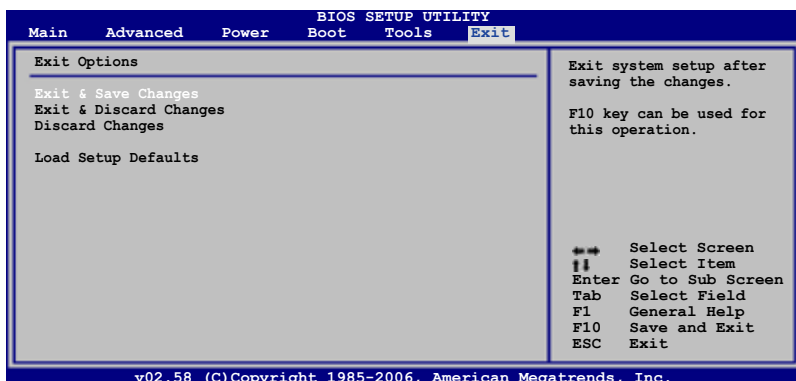 BIOS SETUP UTILITY
Main Advanced Power Boot Tools Exit
Exit Options
Exit & Save Changes
Exit & Discard Changes
Discard Changes
Load Setup Defaults
Exit system setup after
saving the changes.
F10 key can be used for
this operation.
←→ Select Screen
↑↓ Select Item
Enter Go to Sub Screen
Tab Select Field
F1 General Help
F10 Save and Exit
ESC Exit
v02.58 (C)Copyright 1985-2006, American Megatrends, Inc.